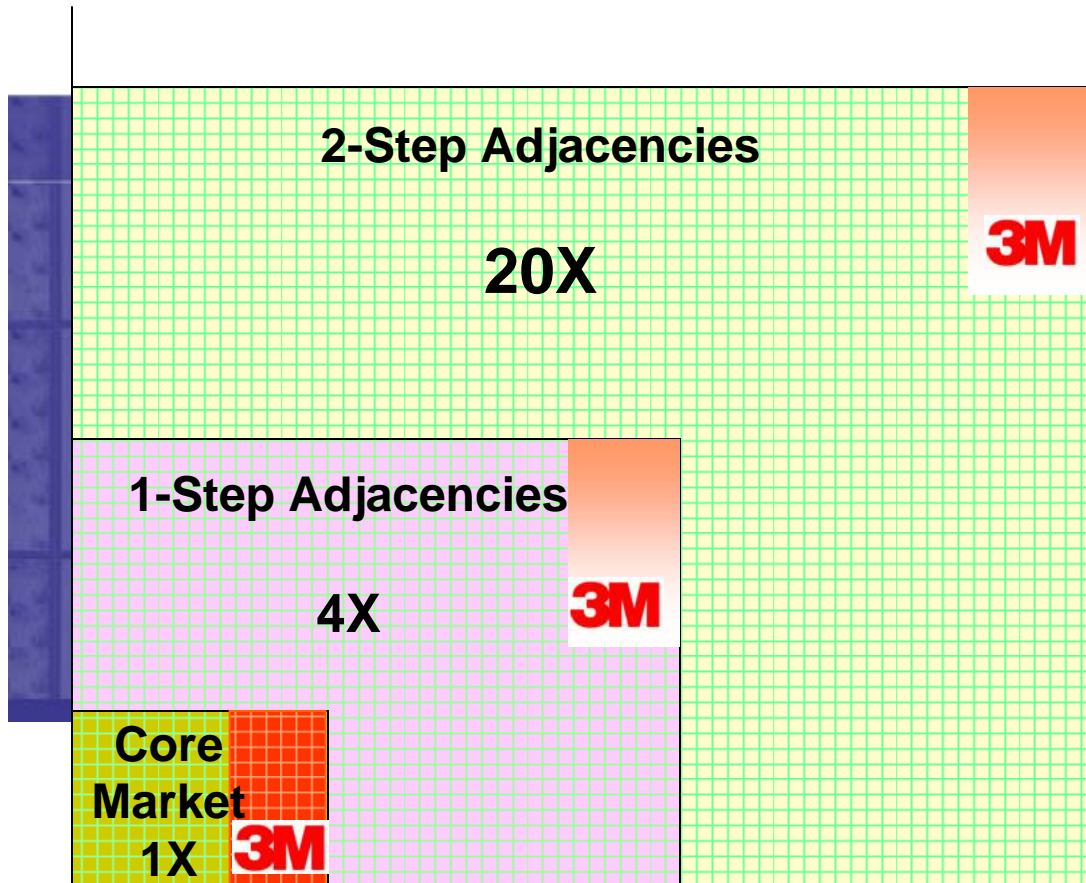 2-Step Adjacencies
3M
20X
1-Step Adjacencies
3M
4X
Core
Market
1X
3M